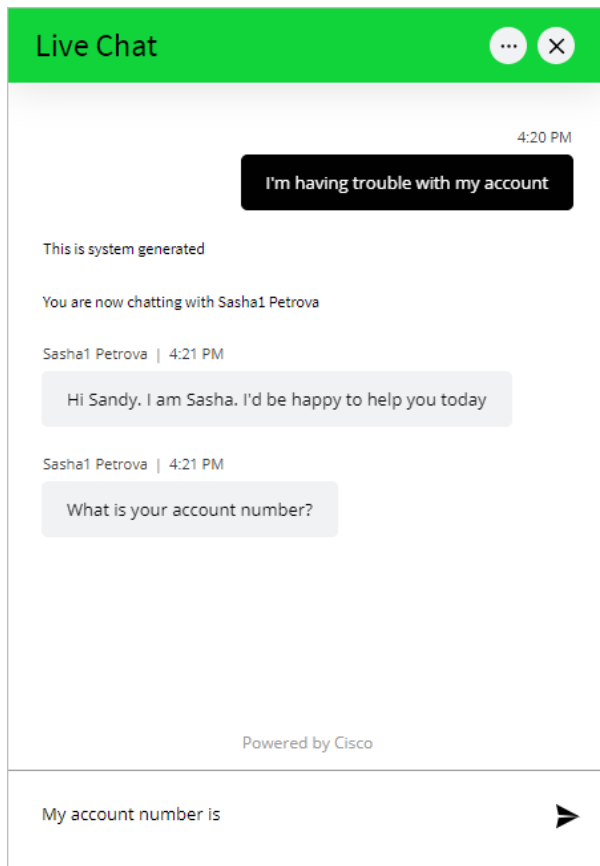 Live Chat
4:20 PM
I'm having trouble with my account
This is system generated
You are now chatting with Sasha1 Petrova
Sasha1 Petrova | 4:21 PM
Hi Sandy. I am Sasha. I'd be happy to help you today
Sasha1 Petrova | 4:21 PM
What is your account number?
Powered by Cisco
My account number is